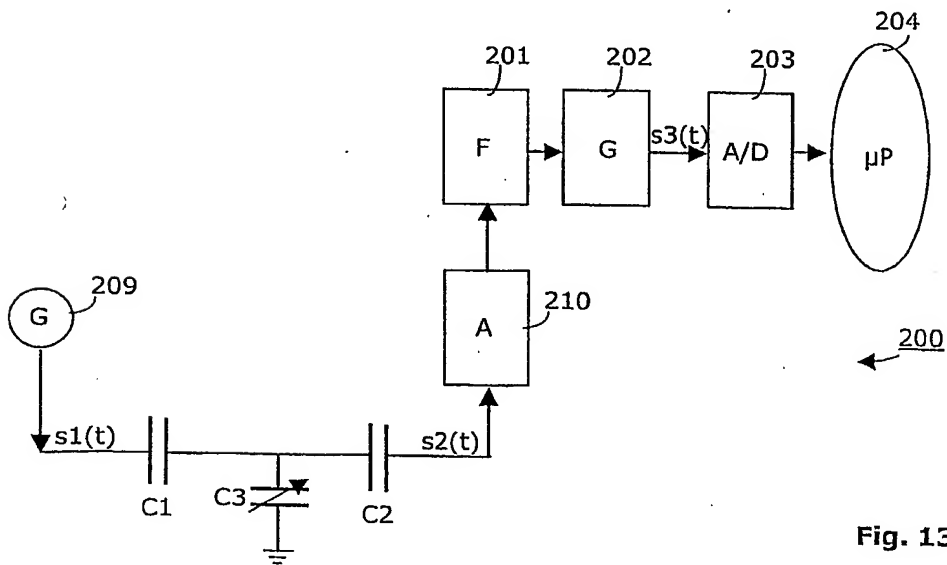 204
201
202
203
F
G
s3(t)
A/D
µP
209
G
A
210
200
s1(t)
s2(t)
C3
C1
C2
Fig. 13